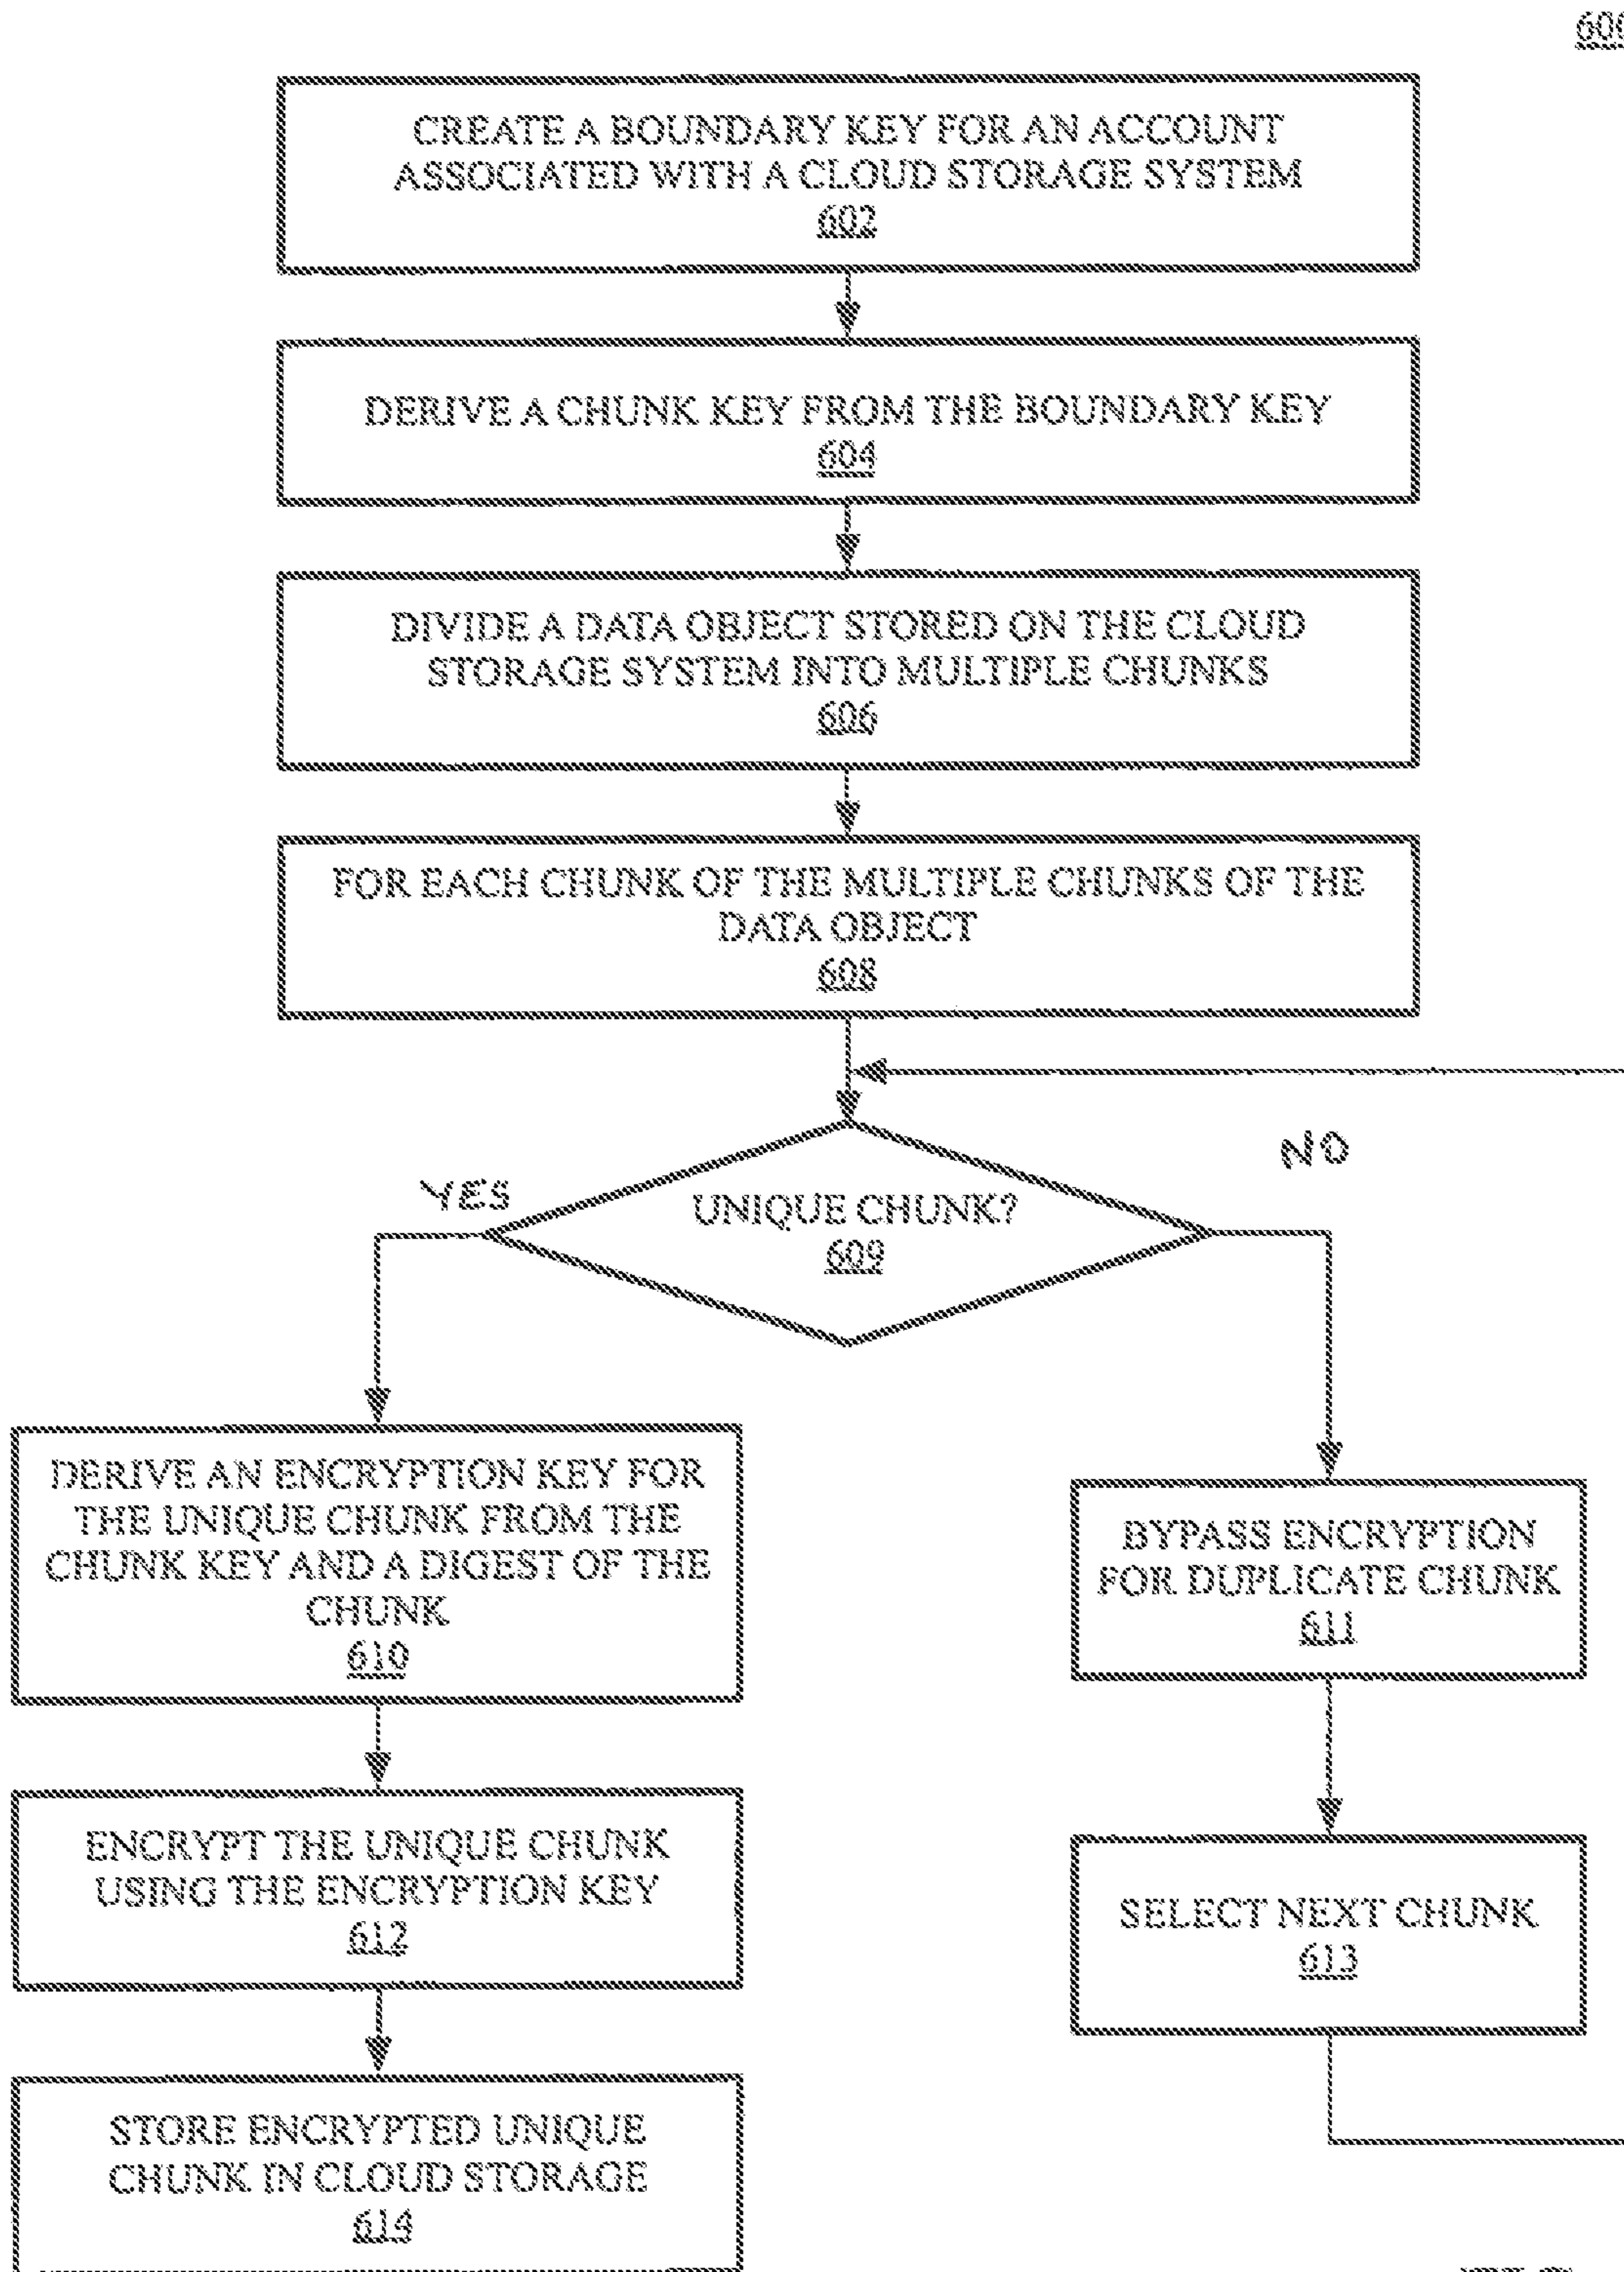 CREATE A BOUNDARY KEY FOR AN ACCOUNT
ASSOCIATED WITH A CLOUD STORAGE SYSTEM
602
DERIVE A CHUNK KEY FROM THE BOUNDARY KEY
604
DIVIDE A DATA OBJECT STORED ON THE CLOUD
STORAGE SYSTEM INTO MULTIPLE CHUNKS
606
FOR EACH CHUNK OF THE MULTIPLE CHUNKS OF THE
DATA OBJECT
608
UNIQUE CHUNK?
609
YES
NO
DERIVE AN ENCRYPTION KEY FOR
THE UNIQUE CHUNK FROM THE
CHUNK KEY AND A DIGEST OF THE
CHUNK
610
BYPASS ENCRYPTION
FOR DUPLICATE CHUNK
611
ENCRYPT THE UNIQUE CHUNK
USING THE ENCRYPTION KEY
612
SELECT NEXT CHUNK
613
STORE ENCRYPTED UNIQUE
CHUNK IN CLOUD STORAGE
614